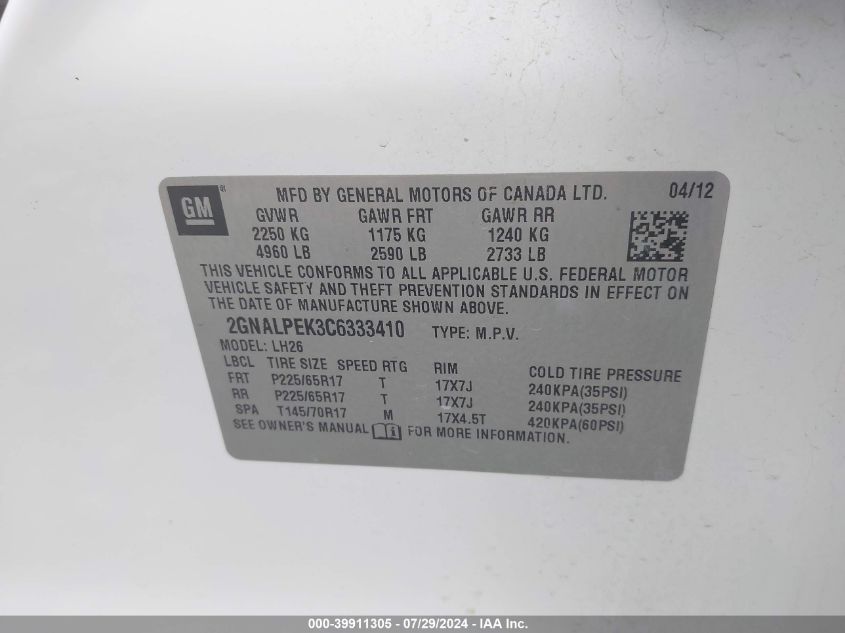 GM
MFD BY GENERAL MOTORS OF CANADA LTD. 04/12
GVWR GAWR FRT GAWR RR
2250 KG 1175 KG 1240 KG
4960 LB 2590 LB 2733 LB
THIS VEHICLE CONFORMS TO ALL APPLICABLE U.S. FEDERAL MOTOR
VEHICLE SAFETY AND THEFT PREVENTION STANDARDS IN EFFECT ON
THE DATE OF MANUFACTURE SHOWN ABOVE.
2GNALPEK3C6333410 TYPE: M.P.V.
MODEL: LH26
LBCL TIRE SIZE SPEED RTG RIM COLD TIRE PRESSURE
FRT P225/65R17 T 17X7J 240KPA(35PSI)
RR P225/65R17 T 17X7J 240KPA(35PSI)
SPA T145/70R17 M 17X4.5T 420KPA(60PSI)
SEE OWNER'S MANUAL FOR MORE INFORMATION.
000-39911305 / 07/29/2024 - IAA Inc.